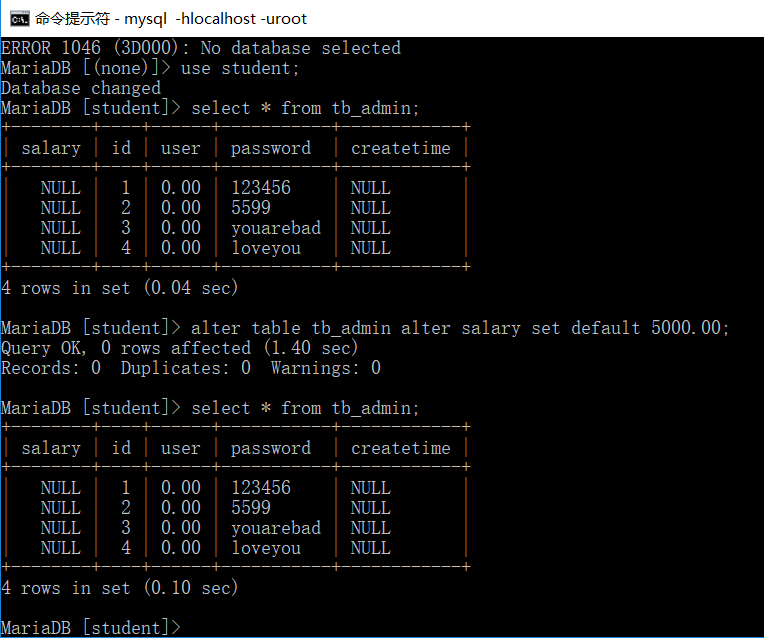 命令提示符 - mysql  -hlocalhost -uroot
ERROR 1046 (3D000): No database selected
MariaDB [(none)]> use student;
Database changed
MariaDB [student]> select * from tb_admin;
+--------+----+------+-----------+------------+
| salary | id | user | password  | createtime |
+--------+----+------+-----------+------------+
|   NULL |  1 | 0.00 | 123456    | NULL       |
|   NULL |  2 | 0.00 | 5599      | NULL       |
|   NULL |  3 | 0.00 | youarebad | NULL       |
|   NULL |  4 | 0.00 | loveyou   | NULL       |
+--------+----+------+-----------+------------+
4 rows in set (0.04 sec)
MariaDB [student]> alter table tb_admin alter salary set default 5000.00;
Query OK, 0 rows affected (1.40 sec)
Records: 0  Duplicates: 0  Warnings: 0
MariaDB [student]> select * from tb_admin;
+--------+----+------+-----------+------------+
| salary | id | user | password  | createtime |
+--------+----+------+-----------+------------+
|   NULL |  1 | 0.00 | 123456    | NULL       |
|   NULL |  2 | 0.00 | 5599      | NULL       |
|   NULL |  3 | 0.00 | youarebad | NULL       |
|   NULL |  4 | 0.00 | loveyou   | NULL       |
+--------+----+------+-----------+------------+
4 rows in set (0.10 sec)
MariaDB [student]>